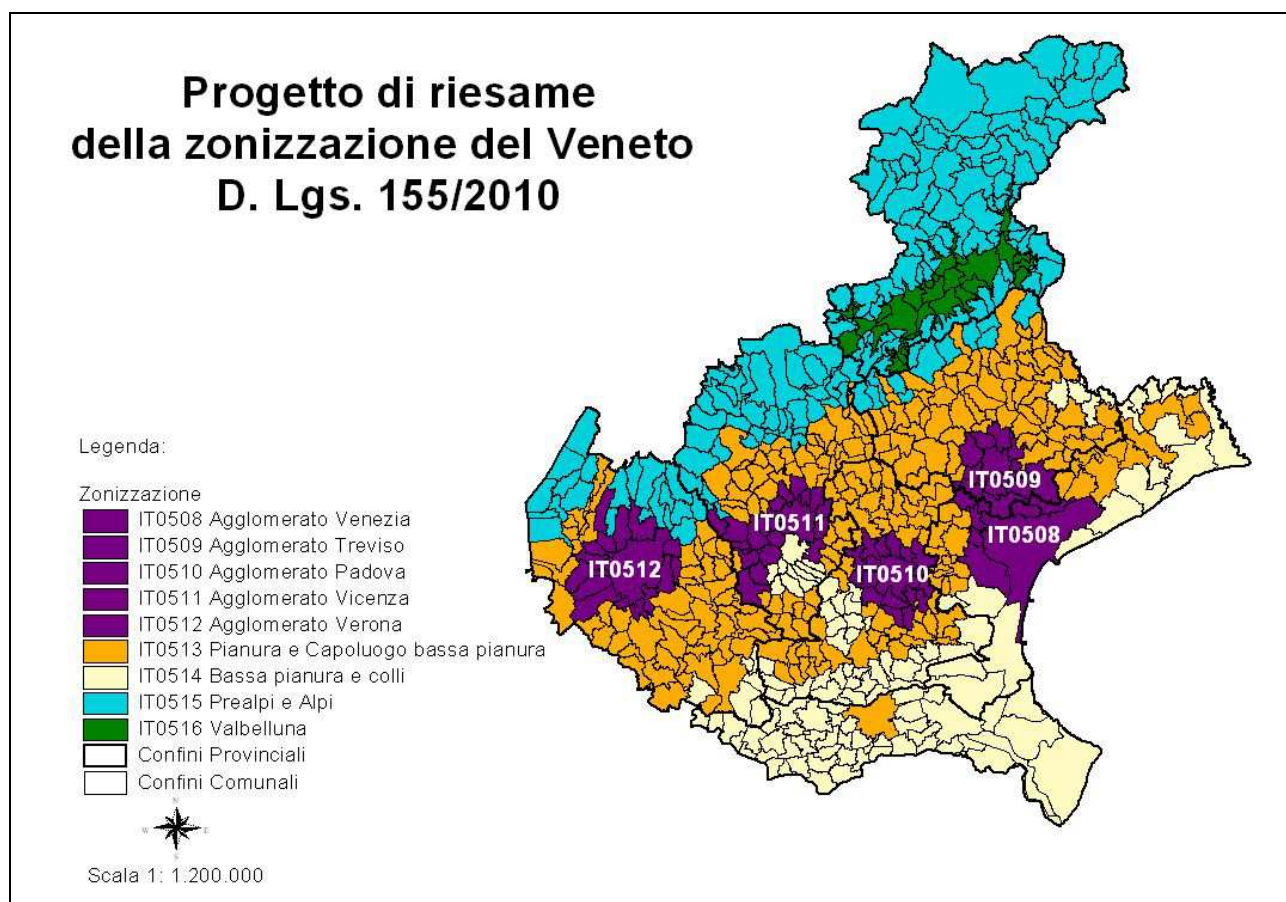 Progetto di riesame
della zonizzazione del Veneto
D. Lgs. 155/2010
Legenda:
Zonizzazione
IT0508 Agglomerato Venezia
IT0509 Agglomerato Treviso
IT0510 Agglomerato Padova
IT0511 Agglomerato Vicenza
IT0512 Agglomerato Verona
IT0513 Pianura e Capoluogo bassa pianura
IT0514 Bassa pianura e colli
IT0515 Prealpi e Alpi
IT0516 Valbelluna
Confini Provinciali
Confini Comunali
N
W E
S
Scala 1: 1.200.000
IT0509
IT0511
IT0508
IT0512
IT0510